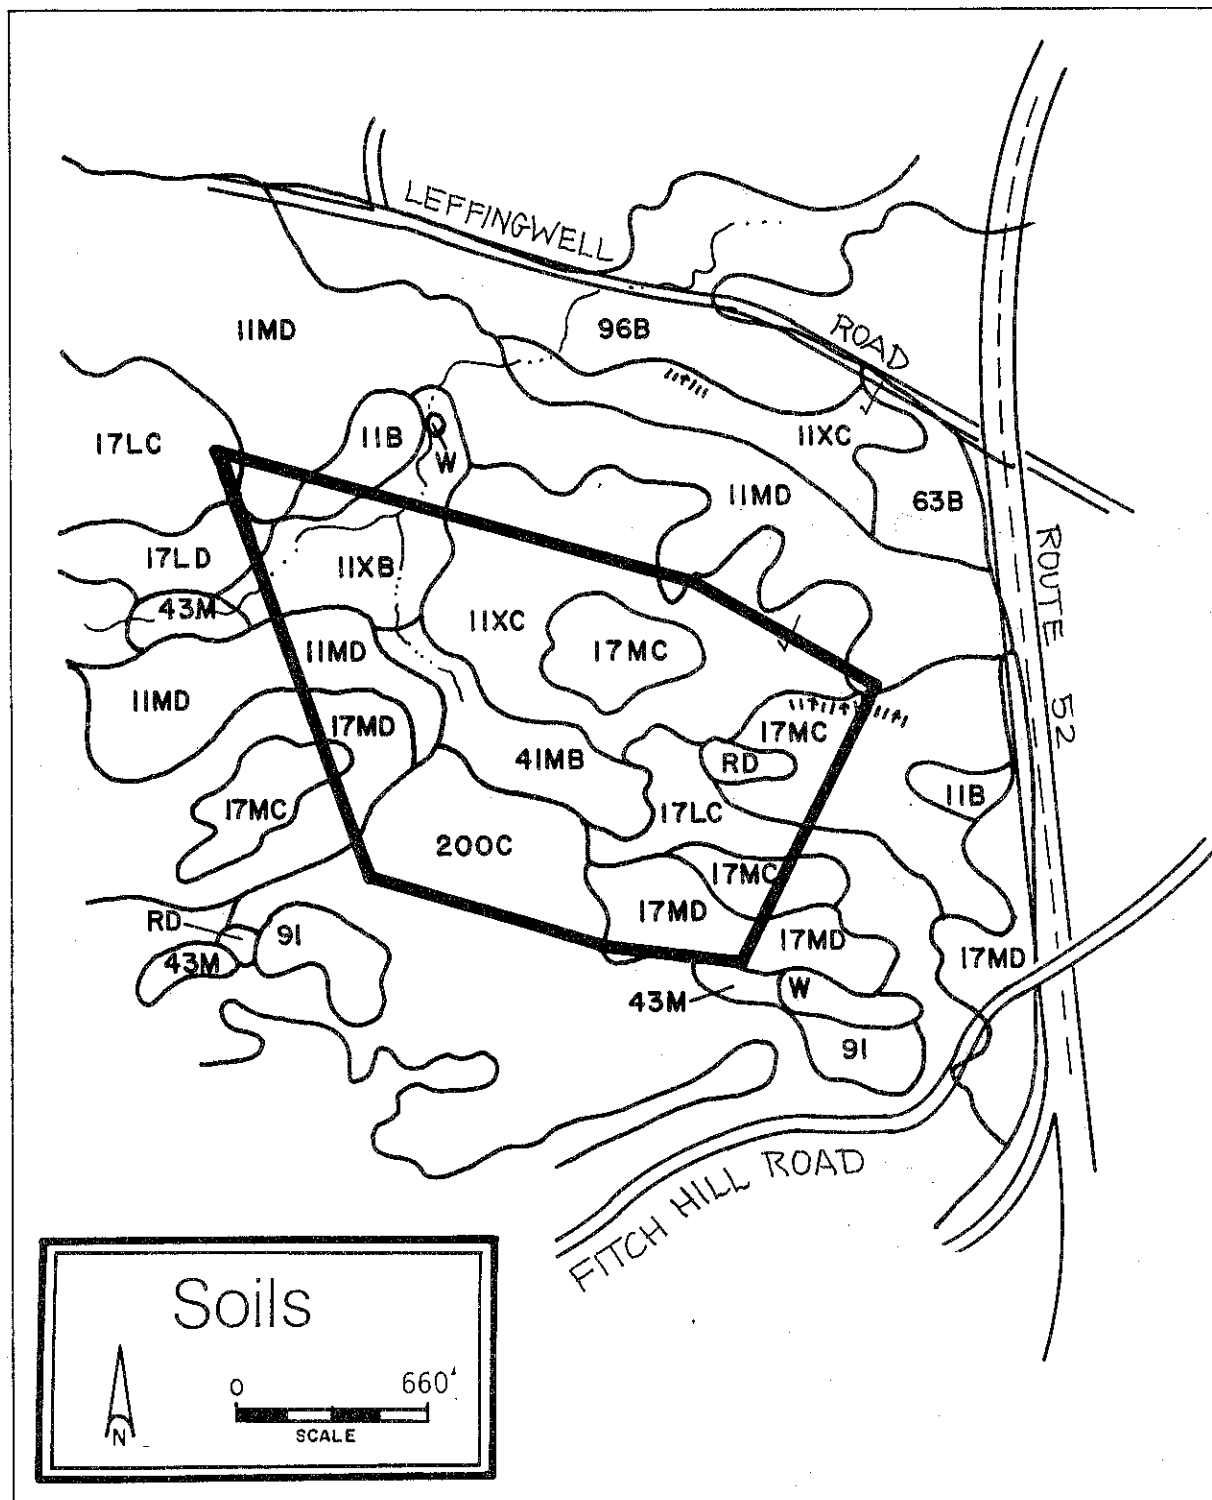 LEFFINGWELL
ROAD
96B
11MD
11XC
17LC
11B
W
11MD
63B
ROUTE 52
17LD
11XB
43M
11XC
17MC
11MD
11MD
17MD
17MC
41MB
RD
11B
17MC
17LC
200C
17MC
17MD
RD
91
17MD
17MD
43M
43M
W
91
FITCH HILL ROAD
Soils
0 660'
N
SCALE